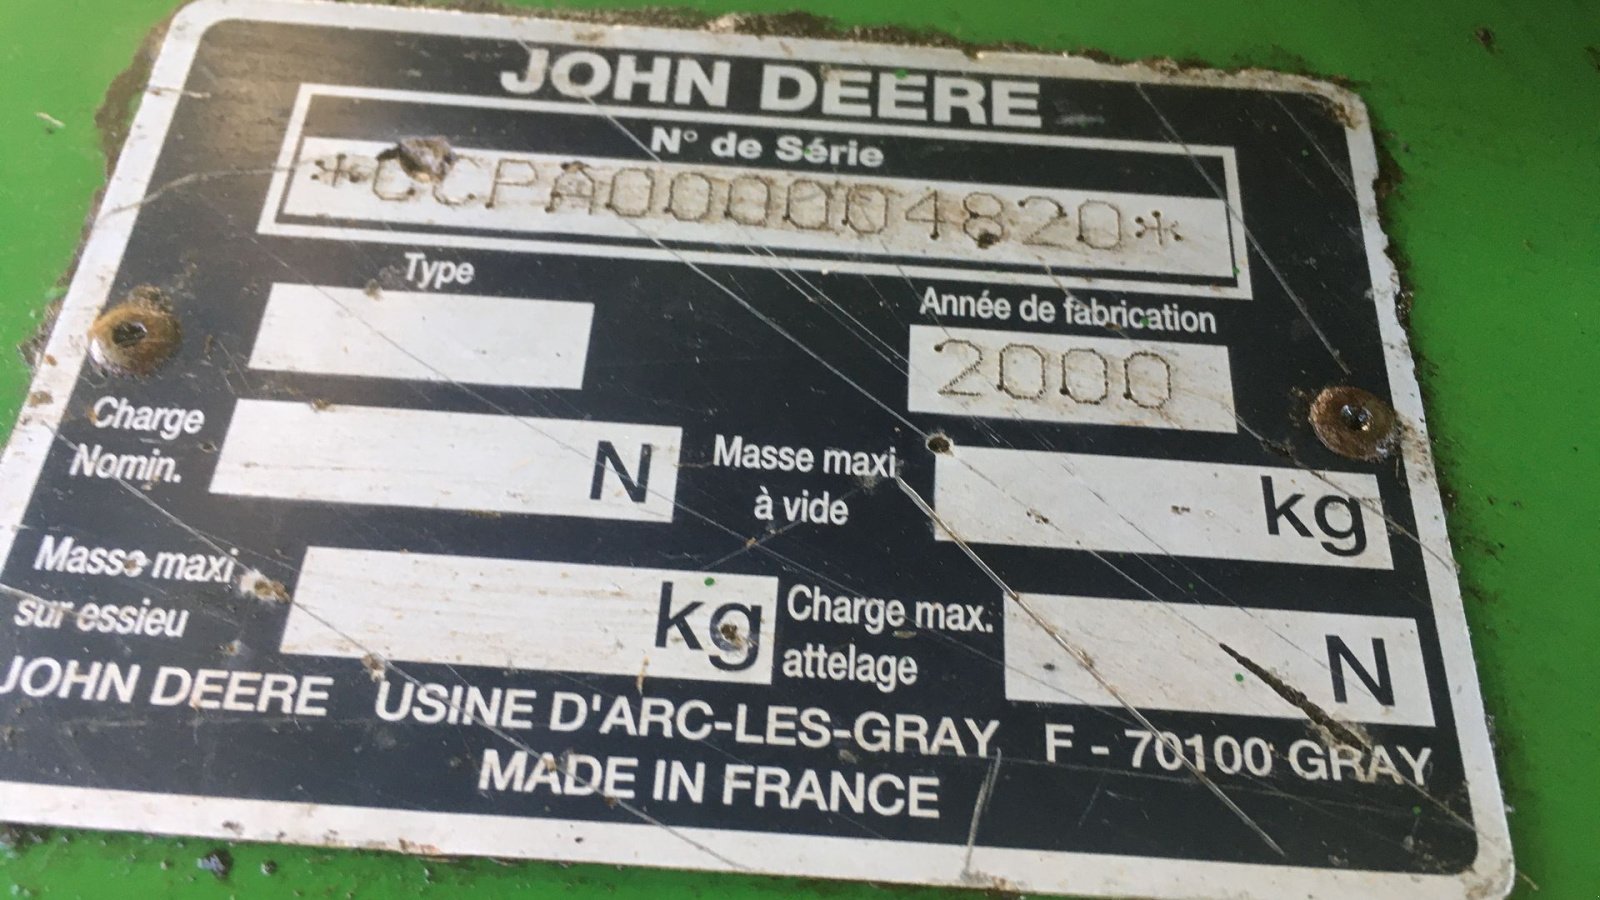 JOHN DEERE
N° de Série
*CCPA0000004820*
Type
Année de fabrication
2000
Charge
Nomin.
N
Masse maxi
à vide
kg
Masse maxi
sur essieu
kg
Charge max.
attelage
N
JOHN DEERE USINE D'ARC-LES-GRAY F - 70100 GRAY
MADE IN FRANCE